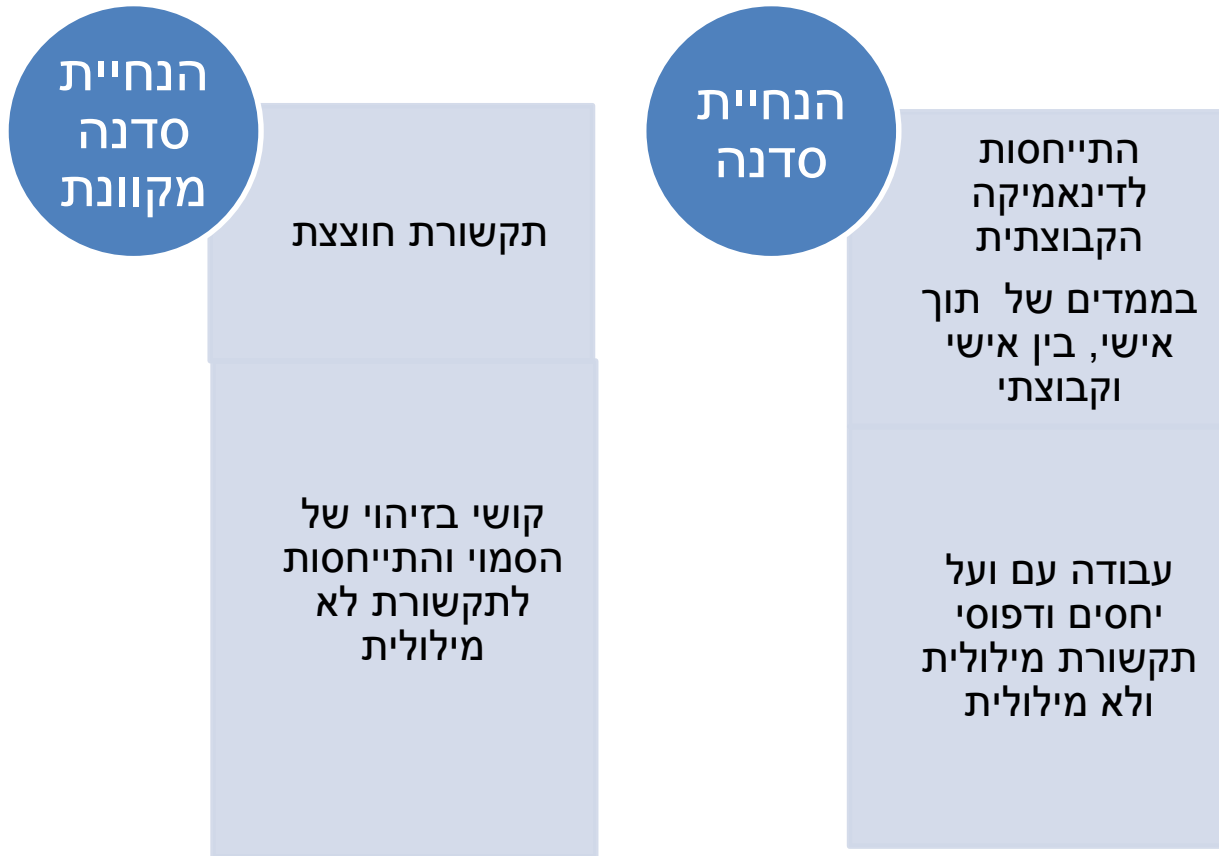 הנחיית
סדנה
התייחסות
לדינאמיקה
הקבוצתית
בממדים של תוך
אישי, בין אישי
וקבוצתי
עבודה עם ועל
יחסים ודפוסי
תקשורת מילולית
ולא מילולית
הנחיית
סדנה
מקוונת
תקשורת חוצצת
קושי בזיהוי של
הסמוי והתייחסות
לתקשורת לא
מילולית